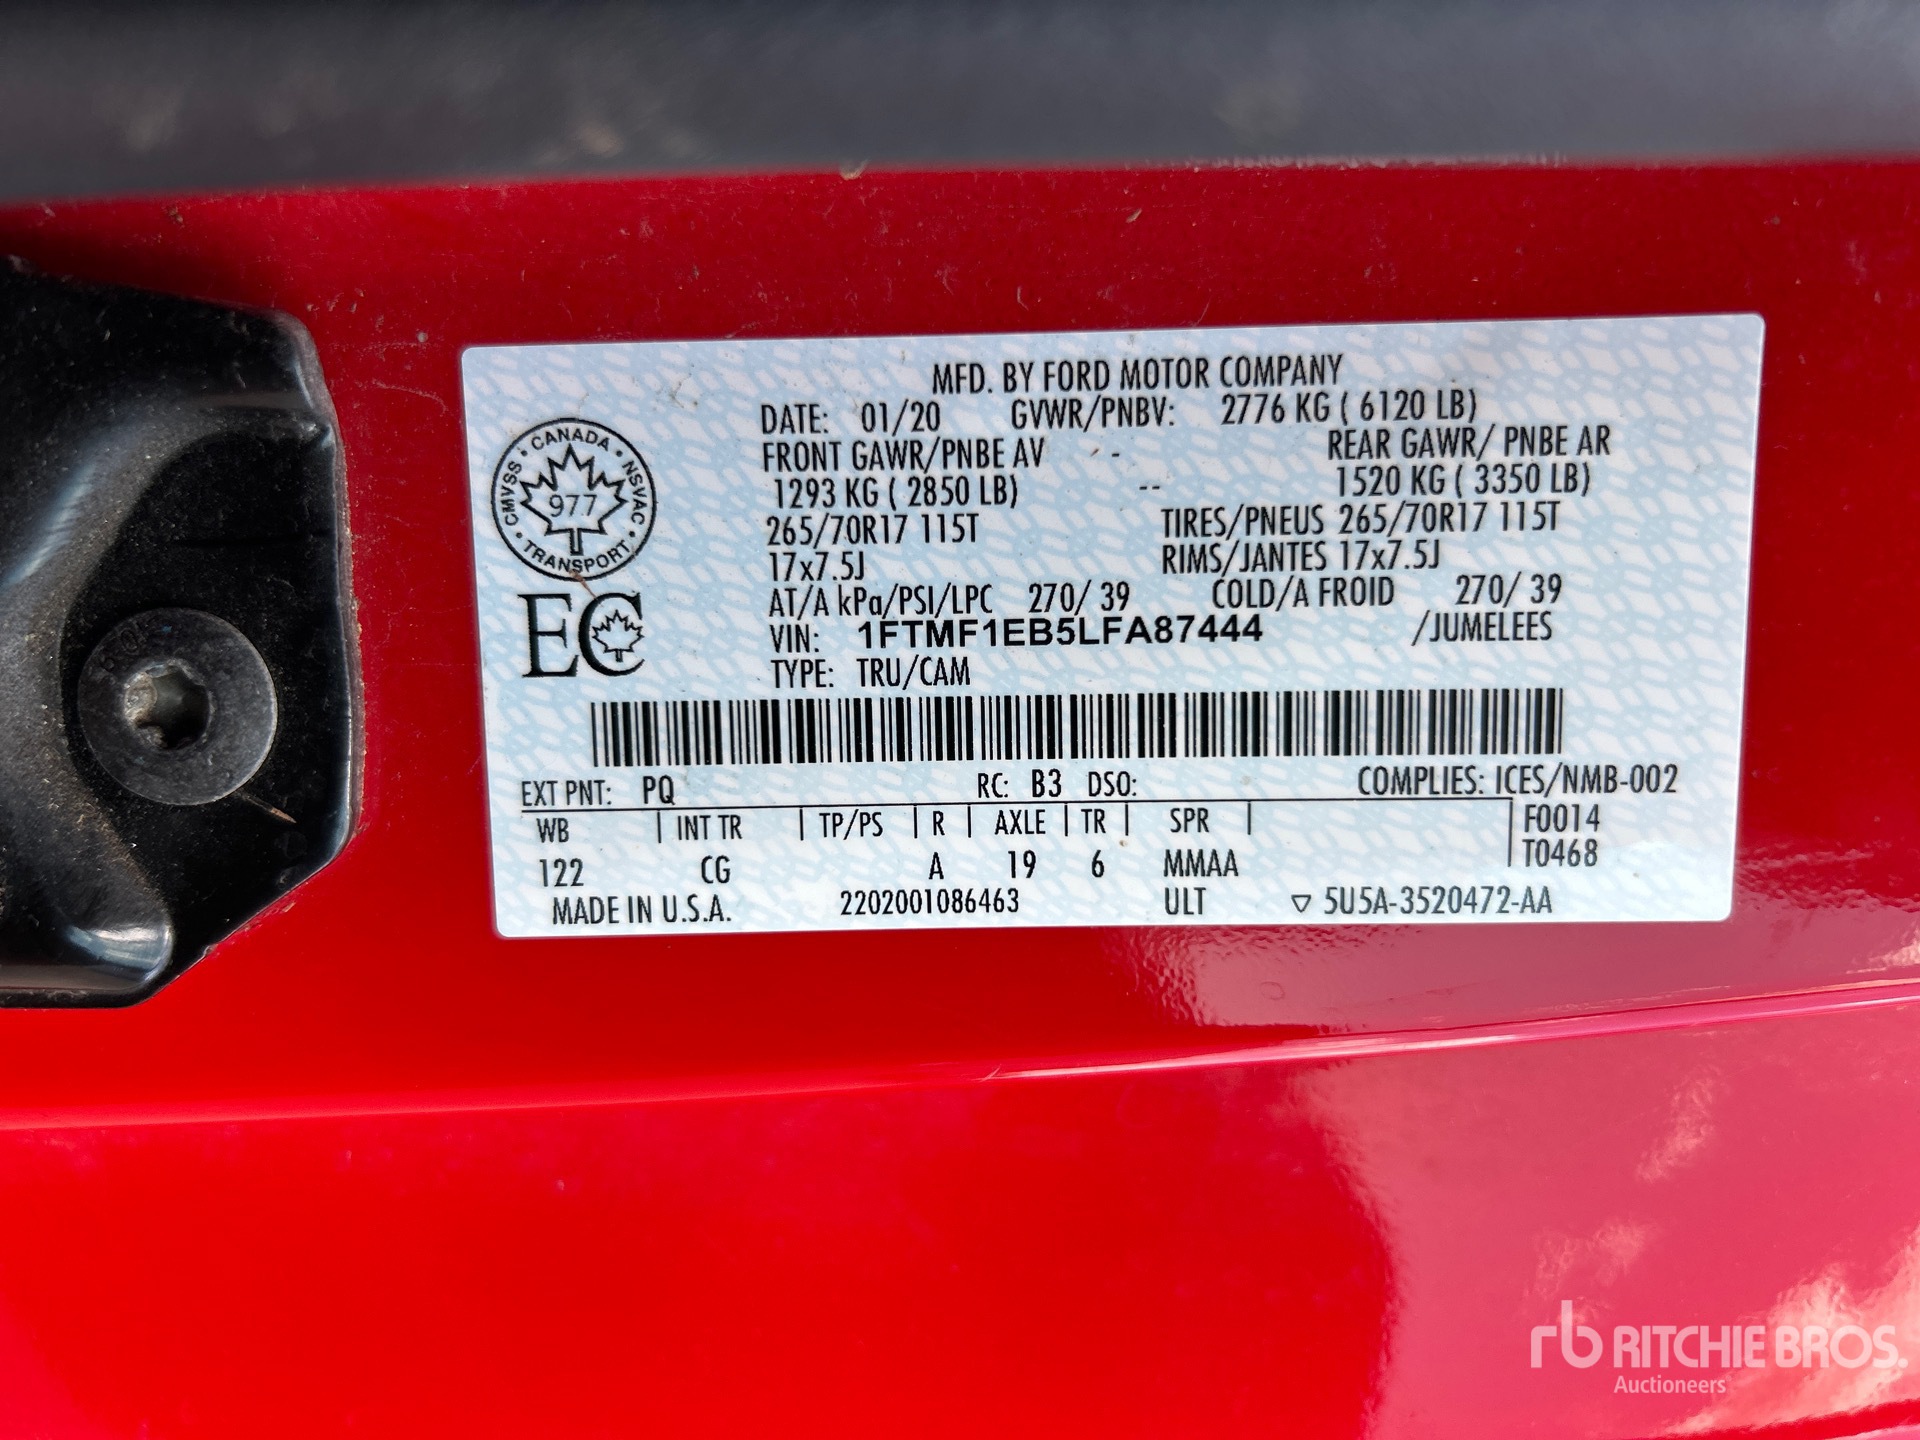 MFD. BY FORD MOTOR COMPANY
DATE: 01/20 GVWR/PNBV: 2776 KG ( 6120 LB)
FRONT GAWR/PNBE AV - REAR GAWR/ PNBE AR
1293 KG ( 2850 LB) -- 1520 KG ( 3350 LB)
265/70R17 115T TIRES/PNEUS 265/70R17 115T
17x7.5J RIMS/JANTES 17x7.5J
AT/A kPa/PSI/LPC 270/ 39 COLD/A FROID 270/ 39
VIN: 1FTMF1EB5LFA87444 /JUMELEES
TYPE: TRU/CAM
CANADA
CMVSS 977 NSVAC
TRANSPORT
EC
EXT PNT: PQ RC: B3 DSO: COMPLIES: ICES/NMB-002
WB | INT TR | TP/PS | R | AXLE | TR | SPR | F0014
122 CG A 19 6 MMAA T0468
MADE IN U.S.A. 2202001086463 ULT ▽ 5U5A-3520472-AA
rb RITCHIE BROS.
Auctioneers